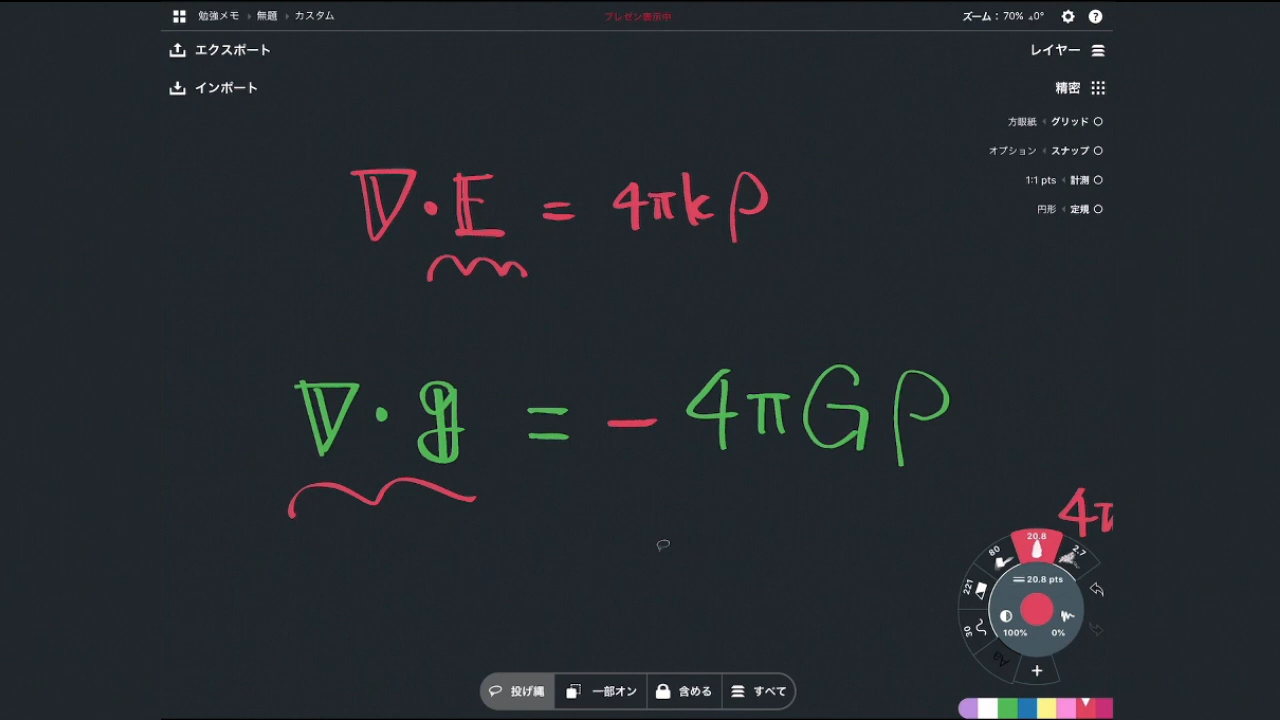 勉強メモ 無題 カスタム
プレゼン表示中
ズーム：70% ⊿0°
?
エクスポート
レイヤー
インポート
精密
方眼紙 グリッド
オプション スナップ
1:1 pts 計測
円形 定規
∇・E = 4πkρ
∇・g = − 4πGρ
4π
20.8
80
2.7
221
20.8 pts
30
100% 0%
Aa
+
投げ縄 一部オン 含める すべて